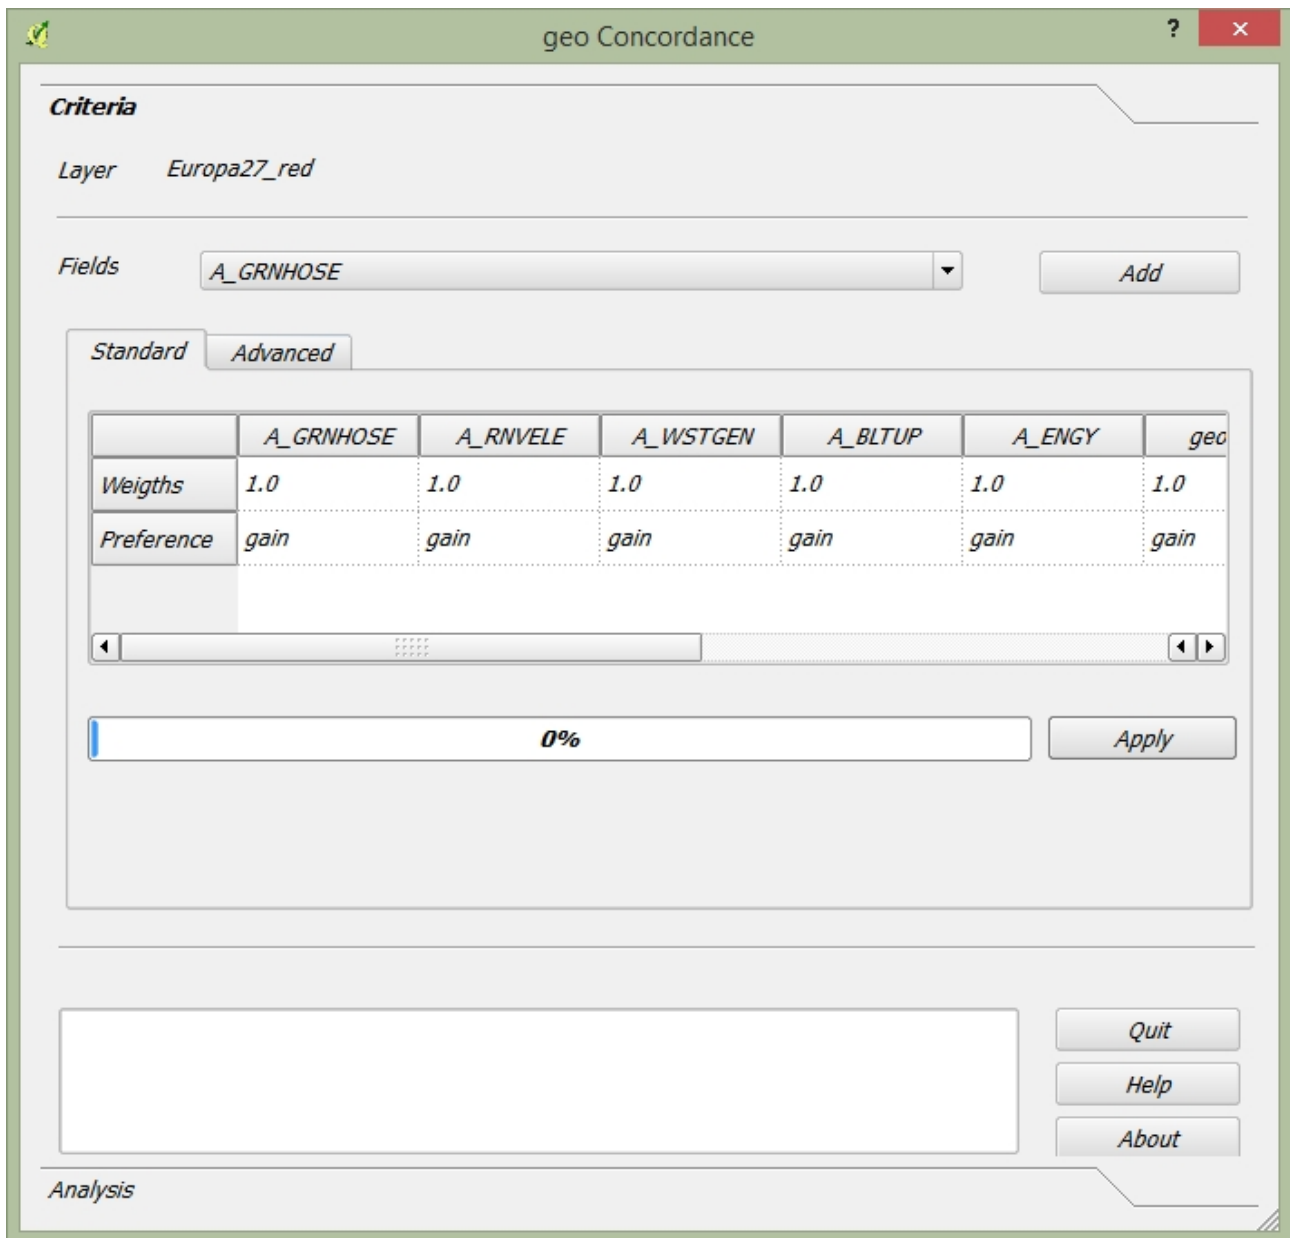 geo Concordance ?
Criteria
Layer Europa27_red
Fields A_GRNHOSE Add
Standard Advanced
A_GRNHOSE A_RNVELE A_WSTGEN A_BLTUP A_ENGY geo
Weigths 1.0 1.0 1.0 1.0 1.0 1.0
Preference gain gain gain gain gain gain
0% Apply
Quit
Help
About
Analysis